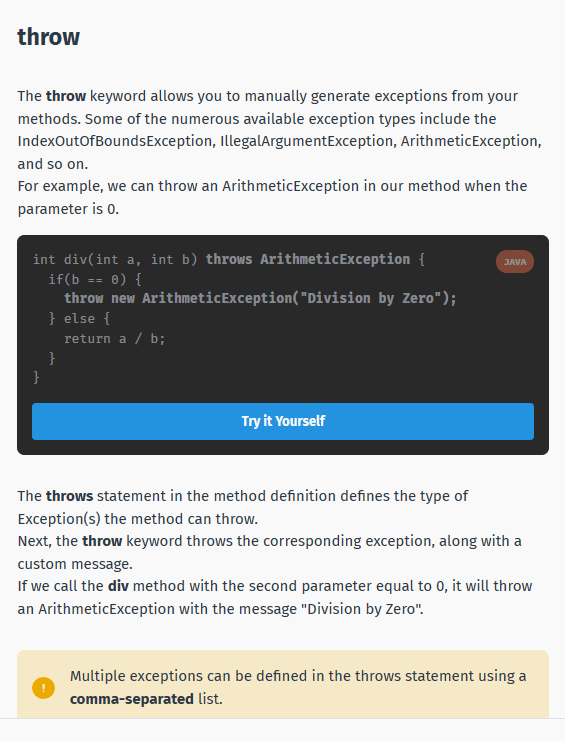 throw
The throw keyword allows you to manually generate exceptions from your
methods. Some of the numerous available exception types include the
IndexOutOfBoundsException, IllegalArgumentException, ArithmeticException,
and so on.
For example, we can throw an ArithmeticException in our method when the
parameter is 0.
int div(int a, int b) throws ArithmeticException {
JAVA
  if(b == 0) {
    throw new ArithmeticException("Division by Zero");
  } else {
    return a / b;
  }
}
Try it Yourself
The throws statement in the method definition defines the type of
Exception(s) the method can throw.
Next, the throw keyword throws the corresponding exception, along with a
custom message.
If we call the div method with the second parameter equal to 0, it will throw
an ArithmeticException with the message "Division by Zero".
!
Multiple exceptions can be defined in the throws statement using a
comma-separated list.